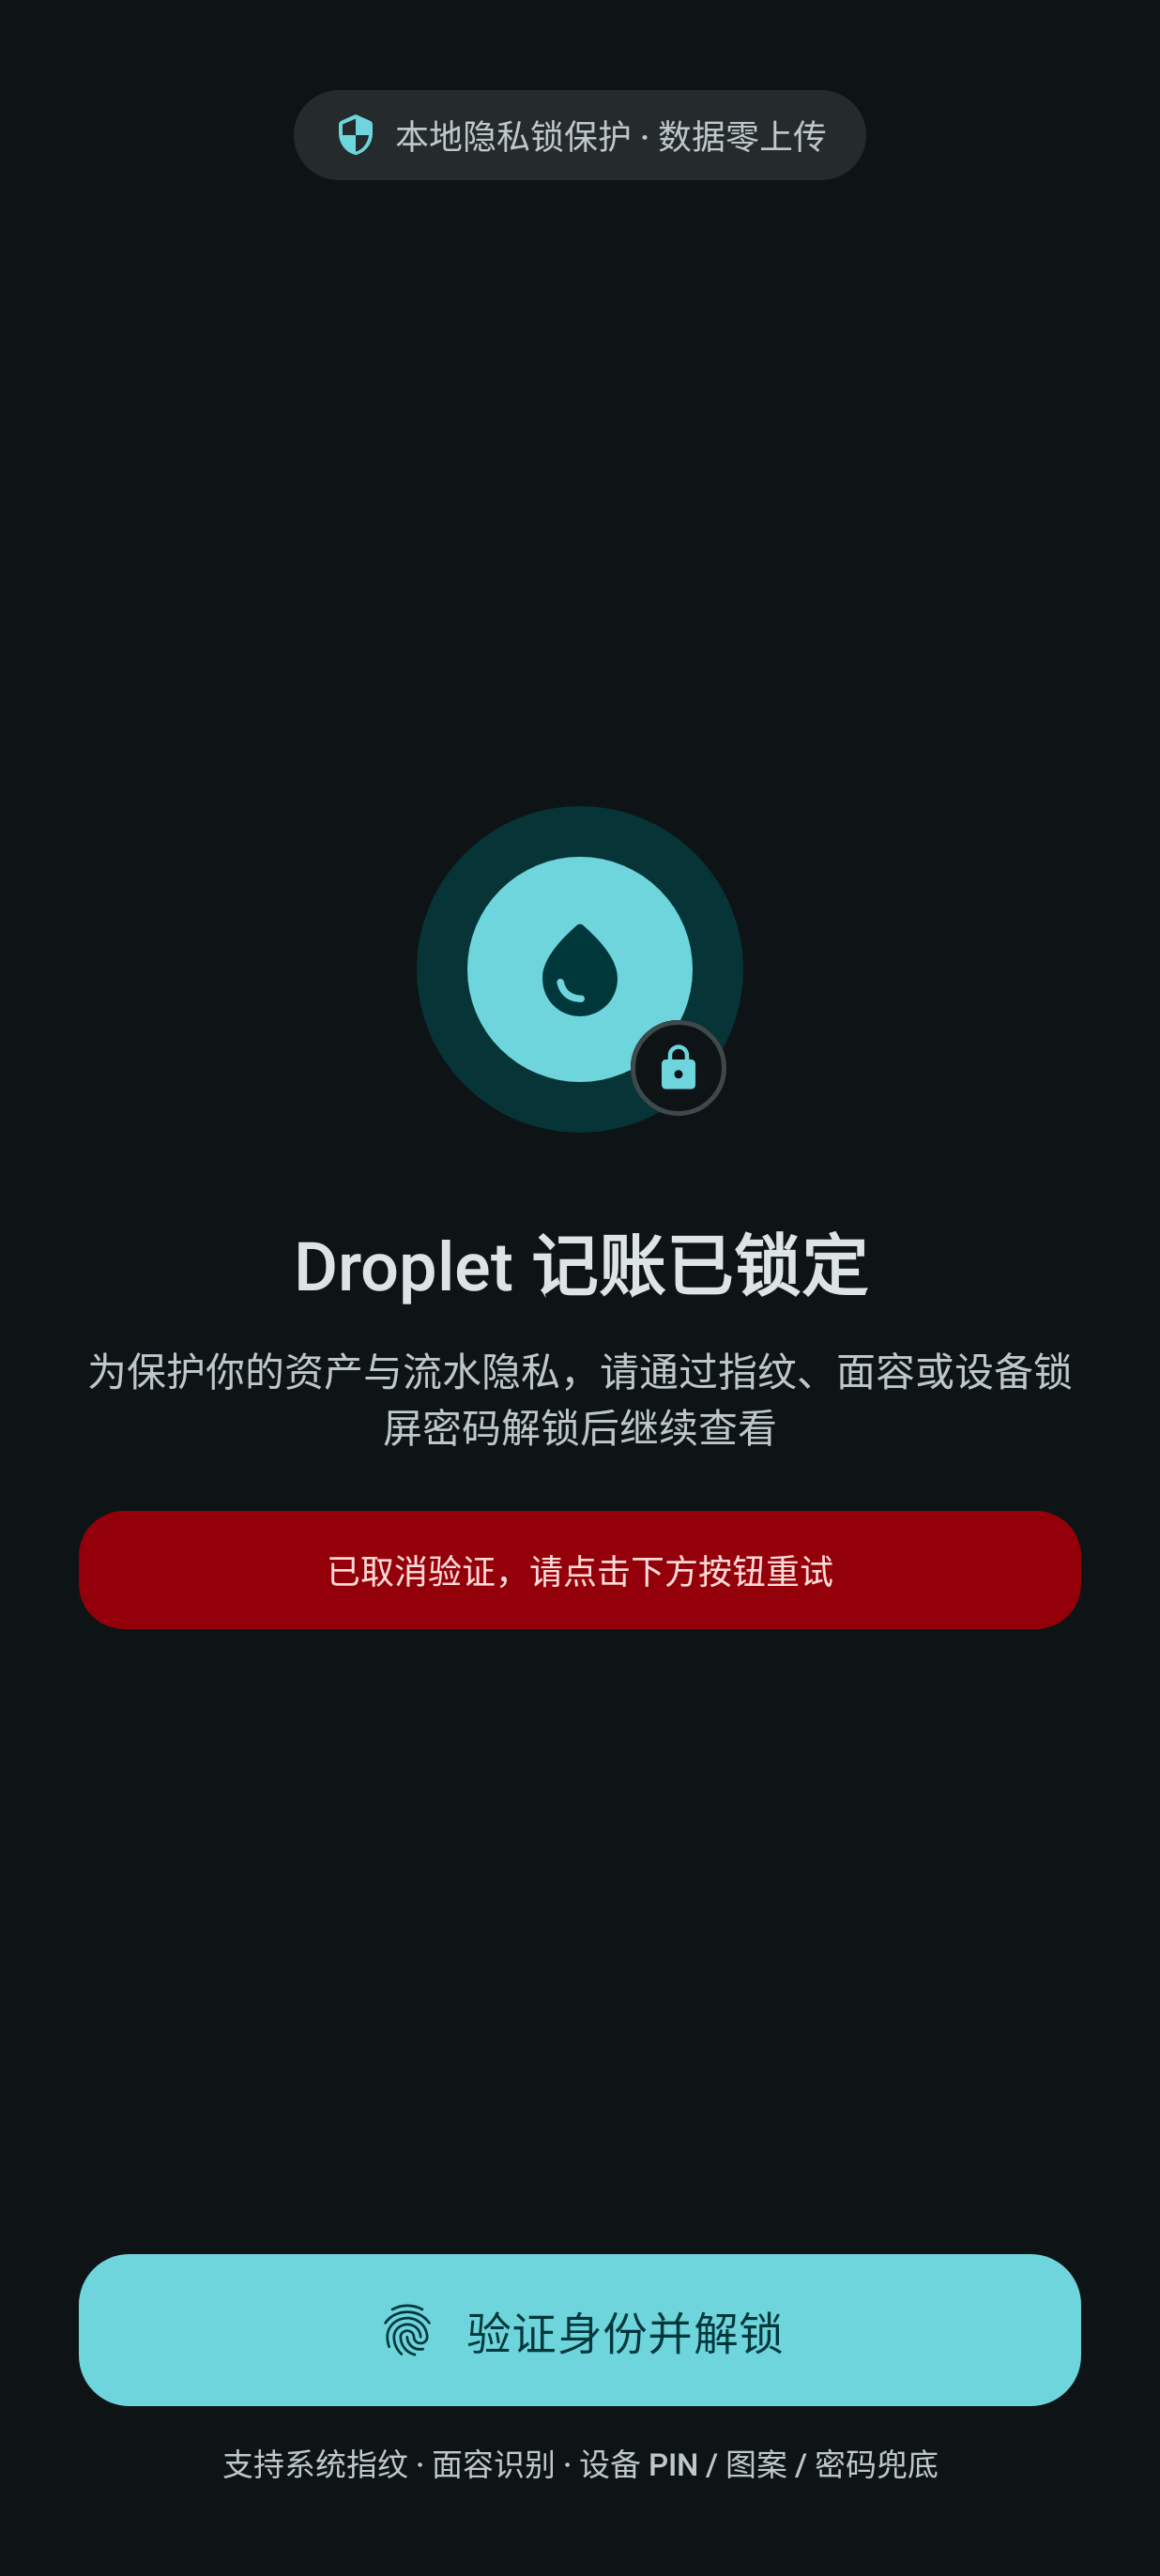 本地隐私锁保护 · 数据零上传
Droplet 记账已锁定
为保护你的资产与流水隐私，请通过指纹、面容或设备锁
屏密码解锁后继续查看
已取消验证，请点击下方按钮重试
验证身份并解锁
支持系统指纹 · 面容识别 · 设备 PIN / 图案 / 密码兜底